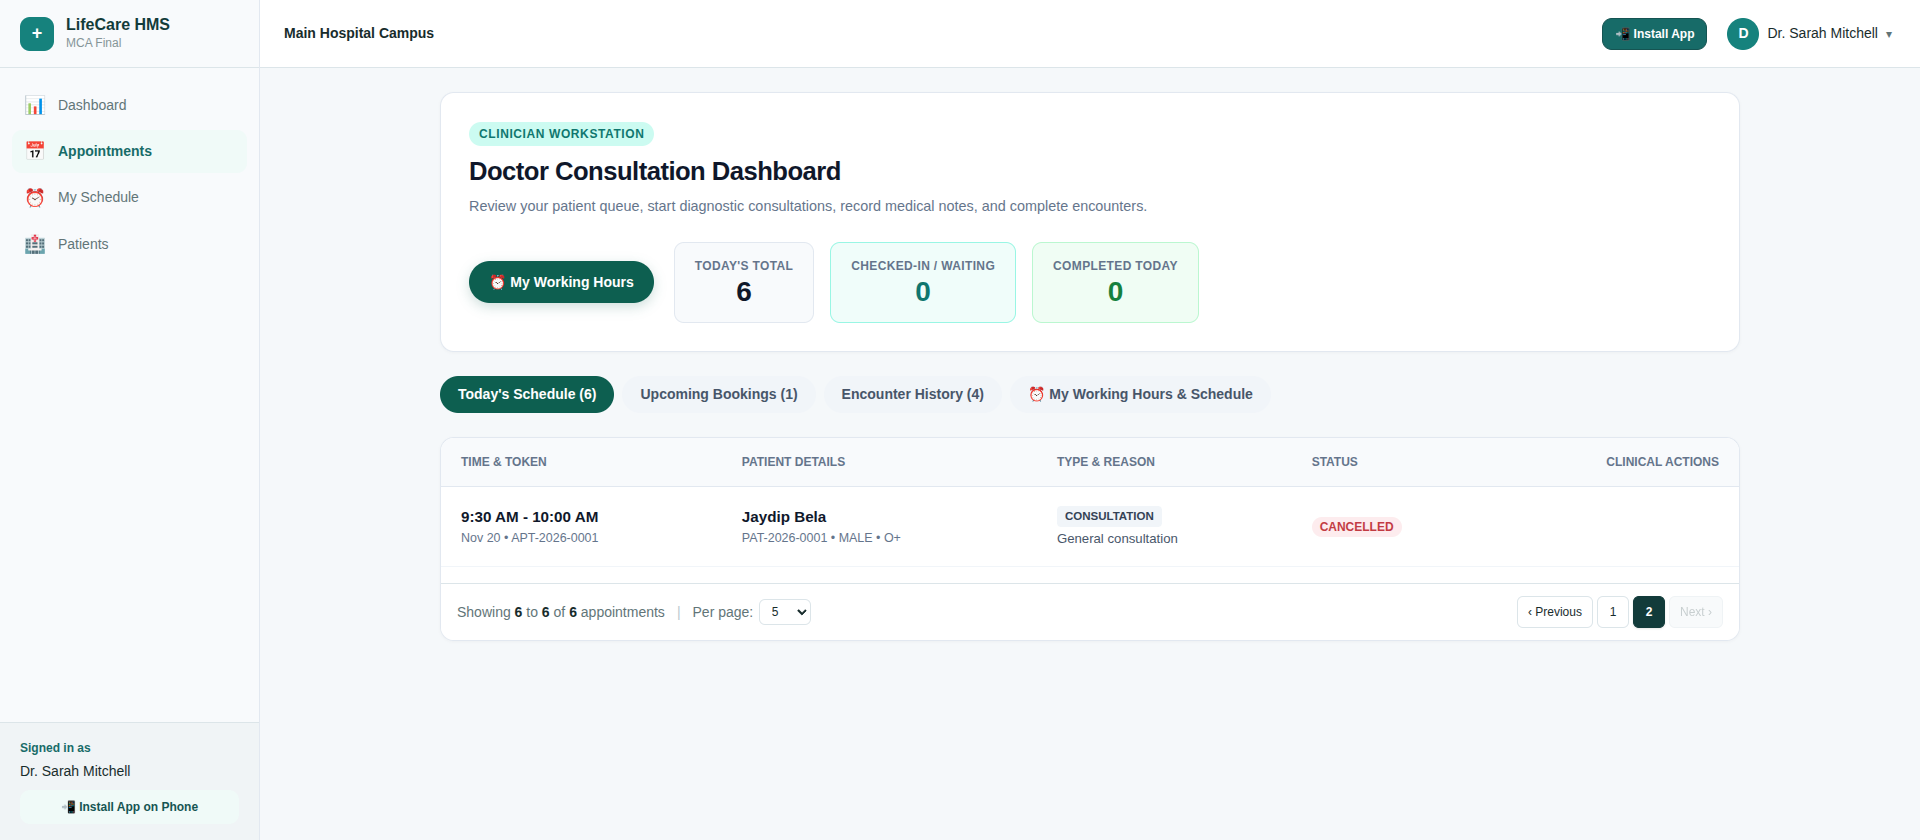 +
LifeCare HMS
MCA Final
Main Hospital Campus
Install App
D
Dr. Sarah Mitchell ▾
Dashboard
Appointments
My Schedule
Patients
CLINICIAN WORKSTATION
Doctor Consultation Dashboard
Review your patient queue, start diagnostic consultations, record medical notes, and complete encounters.
My Working Hours
TODAY'S TOTAL
6
CHECKED-IN / WAITING
0
COMPLETED TODAY
0
Today's Schedule (6)
Upcoming Bookings (1)
Encounter History (4)
My Working Hours & Schedule
TIME & TOKEN
PATIENT DETAILS
TYPE & REASON
STATUS
CLINICAL ACTIONS
9:30 AM - 10:00 AM
Nov 20 • APT-2026-0001
Jaydip Bela
PAT-2026-0001 • MALE • O+
CONSULTATION
General consultation
CANCELLED
Showing 6 to 6 of 6 appointments | Per page: 5
‹ Previous 1 2 Next ›
Signed in as
Dr. Sarah Mitchell
Install App on Phone